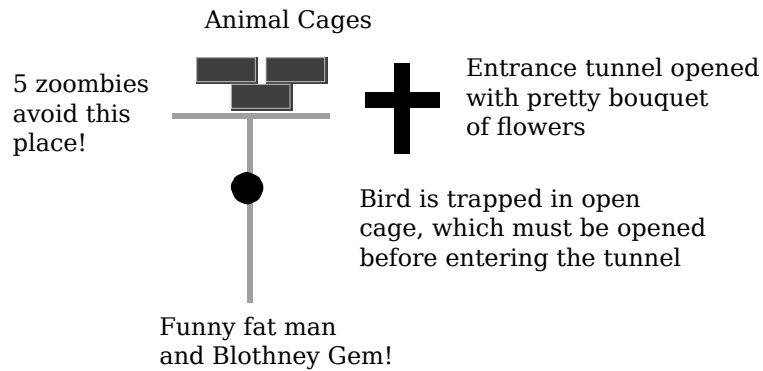 Animal Cages
5 zoombies
avoid this
place!
Entrance tunnel opened
with pretty bouquet
of flowers
Bird is trapped in open
cage, which must be opened
before entering the tunnel
Funny fat man
and Blothney Gem!